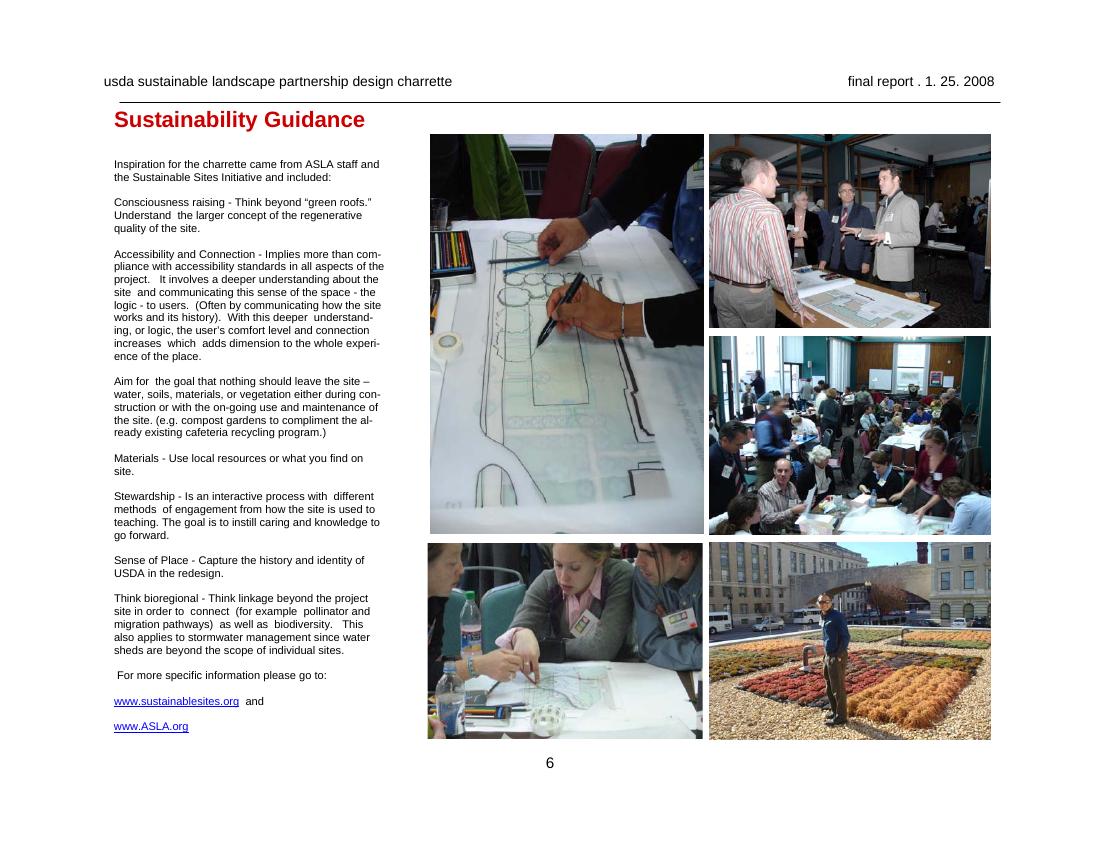 usda sustainable landscape partnership design charrette
final report . 1. 25. 2008
Sustainability Guidance
Inspiration for the charrette came from ASLA staff and
the Sustainable Sites Initiative and included:
Consciousness raising - Think beyond “green roofs.”
Understand the larger concept of the regenerative
quality of the site.
Accessibility and Connection - Implies more than com-
pliance with accessibility standards in all aspects of the
project. It involves a deeper understanding about the
site and communicating this sense of the space - the
logic - to users. (Often by communicating how the site
works and its history). With this deeper understand-
ing, or logic, the user’s comfort level and connection
increases which adds dimension to the whole experi-
ence of the place.
Aim for the goal that nothing should leave the site –
water, soils, materials, or vegetation either during con-
struction or with the on-going use and maintenance of
the site. (e.g. compost gardens to compliment the al-
ready existing cafeteria recycling program.)
Materials - Use local resources or what you find on
site.
Stewardship - Is an interactive process with different
methods of engagement from how the site is used to
teaching. The goal is to instill caring and knowledge to
go forward.
Sense of Place - Capture the history and identity of
USDA in the redesign.
Think bioregional - Think linkage beyond the project
site in order to connect (for example pollinator and
migration pathways) as well as biodiversity. This
also applies to stormwater management since water
sheds are beyond the scope of individual sites.
For more specific information please go to:
www.sustainablesites.org and
www.ASLA.org
6